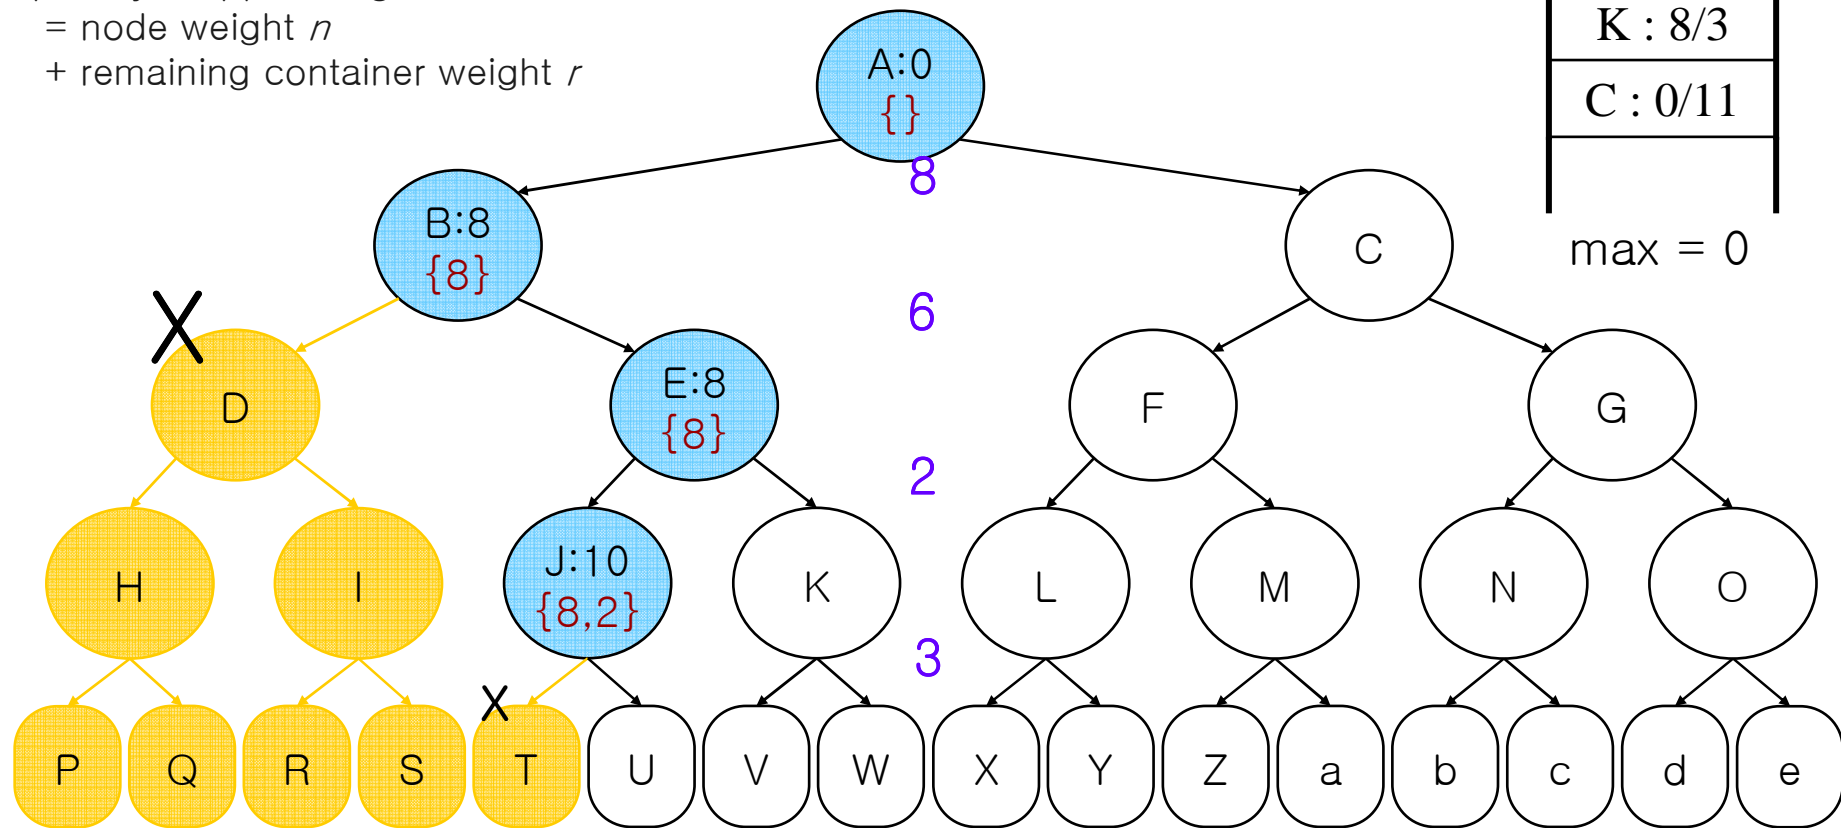 = node weight n
+ remaining container weight r
K : 8/3
C : 0/11
max = 0
A:0
{}
8
B:8
{8}
C
6
X
D
E:8
{8}
F
G
2
H
I
J:10
{8,2}
K
L
M
N
O
3
X
P
Q
R
S
T
U
V
W
X
Y
Z
a
b
c
d
e